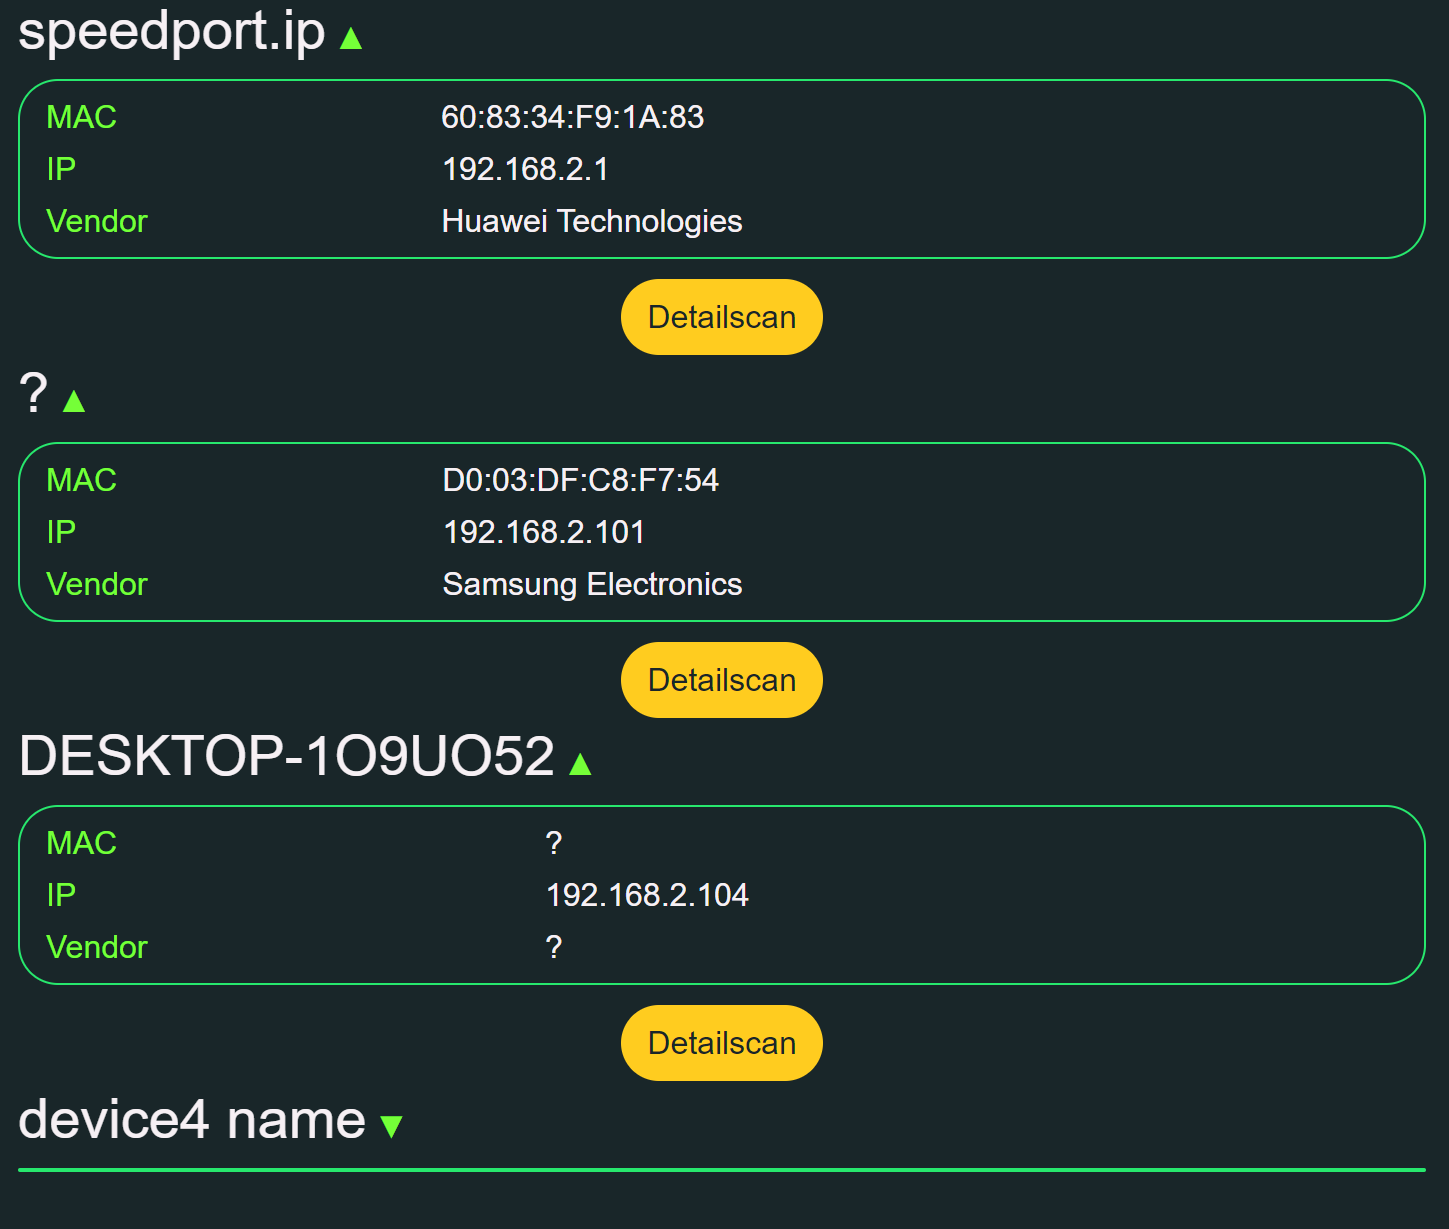 speedport.ip ▲
MAC 60:83:34:F9:1A:83
IP 192.168.2.1
Vendor Huawei Technologies
Detailscan
? ▲
MAC D0:03:DF:C8:F7:54
IP 192.168.2.101
Vendor Samsung Electronics
Detailscan
DESKTOP-1O9UO52 ▲
MAC ?
IP 192.168.2.104
Vendor ?
Detailscan
device4 name ▼